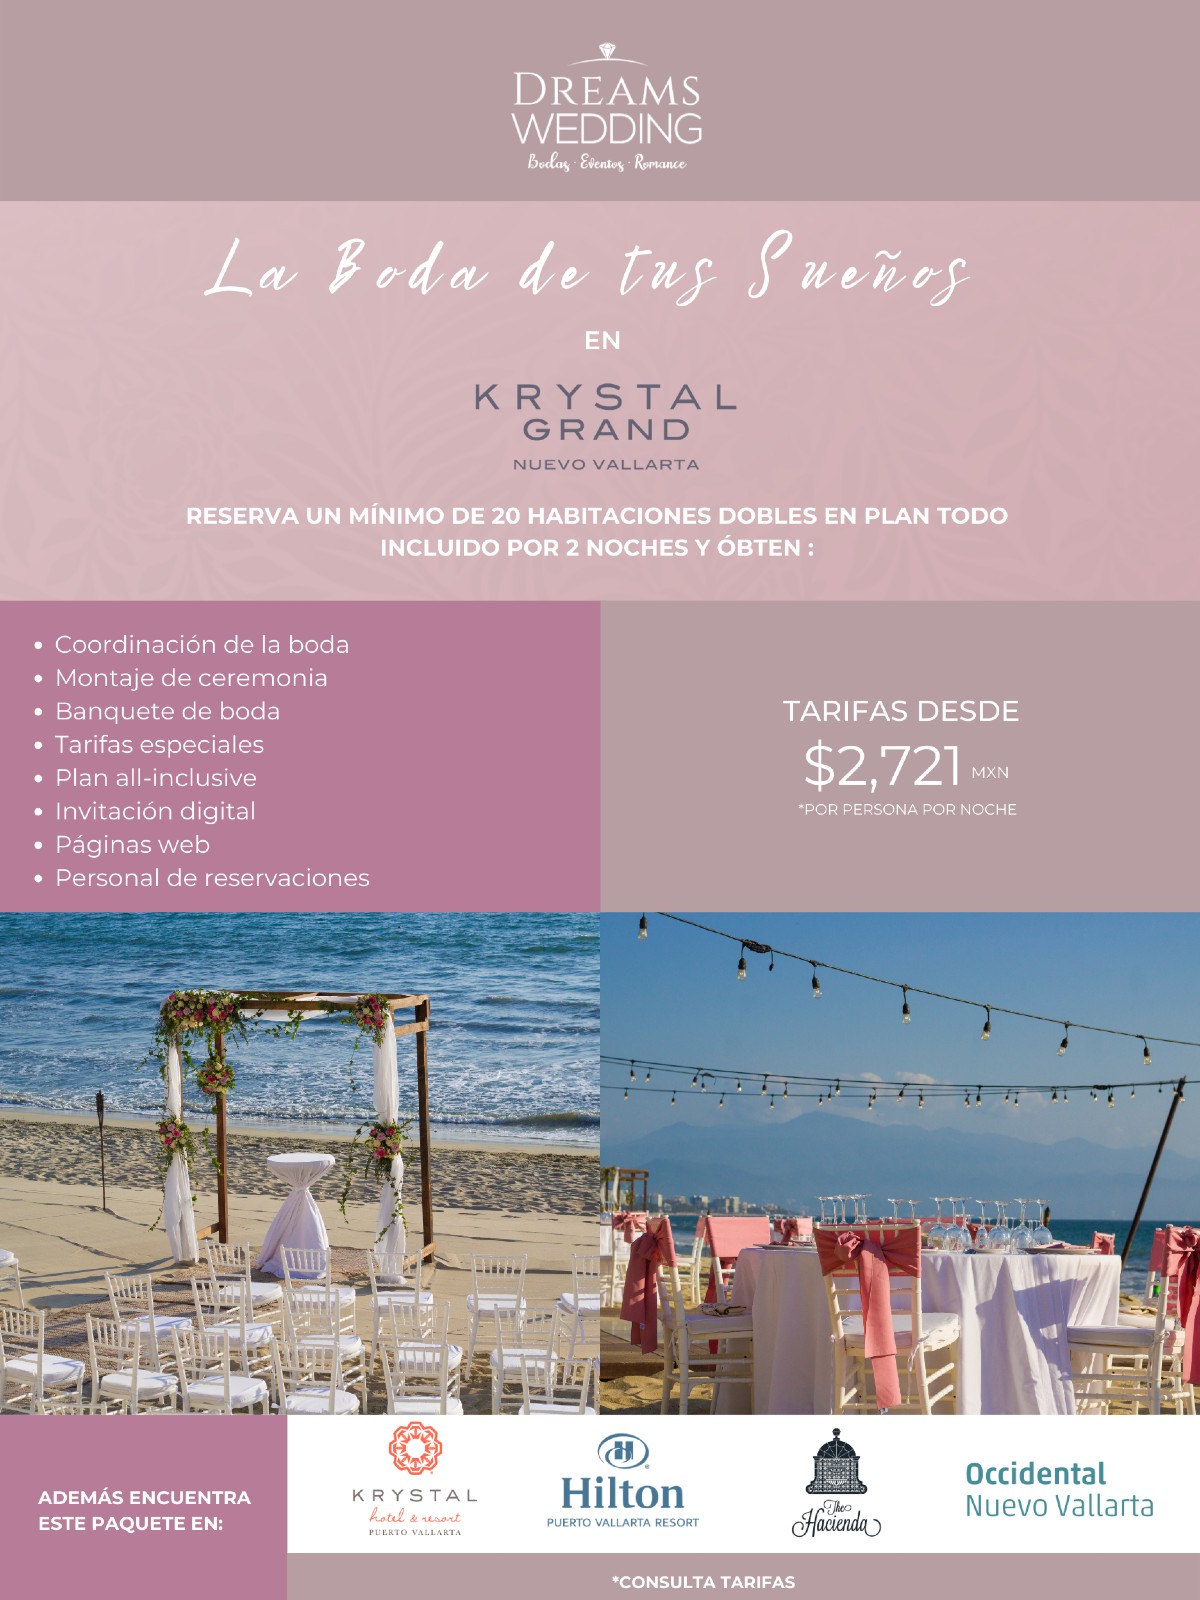 DREAMS
WEDDING
Bodas · Eventos · Romance
La Boda de tus Sueños
EN
KRYSTAL
GRAND
NUEVO VALLARTA
RESERVA UN MÍNIMO DE 20 HABITACIONES DOBLES EN PLAN TODO
INCLUIDO POR 2 NOCHES Y ÓBTEN :
• Coordinación de la boda
• Montaje de ceremonia
• Banquete de boda
• Tarifas especiales
• Plan all-inclusive
• Invitación digital
• Páginas web
• Personal de reservaciones
TARIFAS DESDE
$2,721 MXN
*POR PERSONA POR NOCHE
ADEMÁS ENCUENTRA
ESTE PAQUETE EN:
KRYSTAL
hotel & resort
PUERTO VALLARTA
H
Hilton
PUERTO VALLARTA RESORT
The
Hacienda
Occidental
Nuevo Vallarta
*CONSULTA TARIFAS